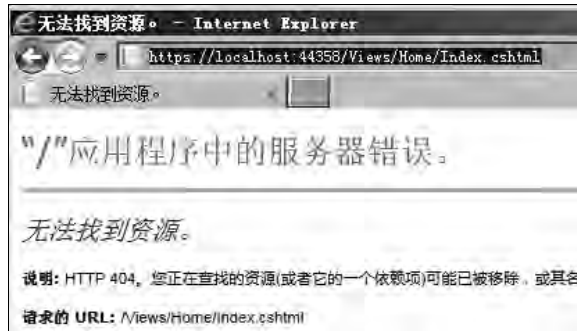 无法找到资源。 - Internet Explorer
https://localhost:44358/Views/Home/Index.cshtml
无法找到资源。
“/”应用程序中的服务器错误。
无法找到资源。
说明: HTTP 404。您正在查找的资源(或者它的一个依赖项)可能已被移除，或其名
请求的 URL: /Views/Home/Index.cshtml